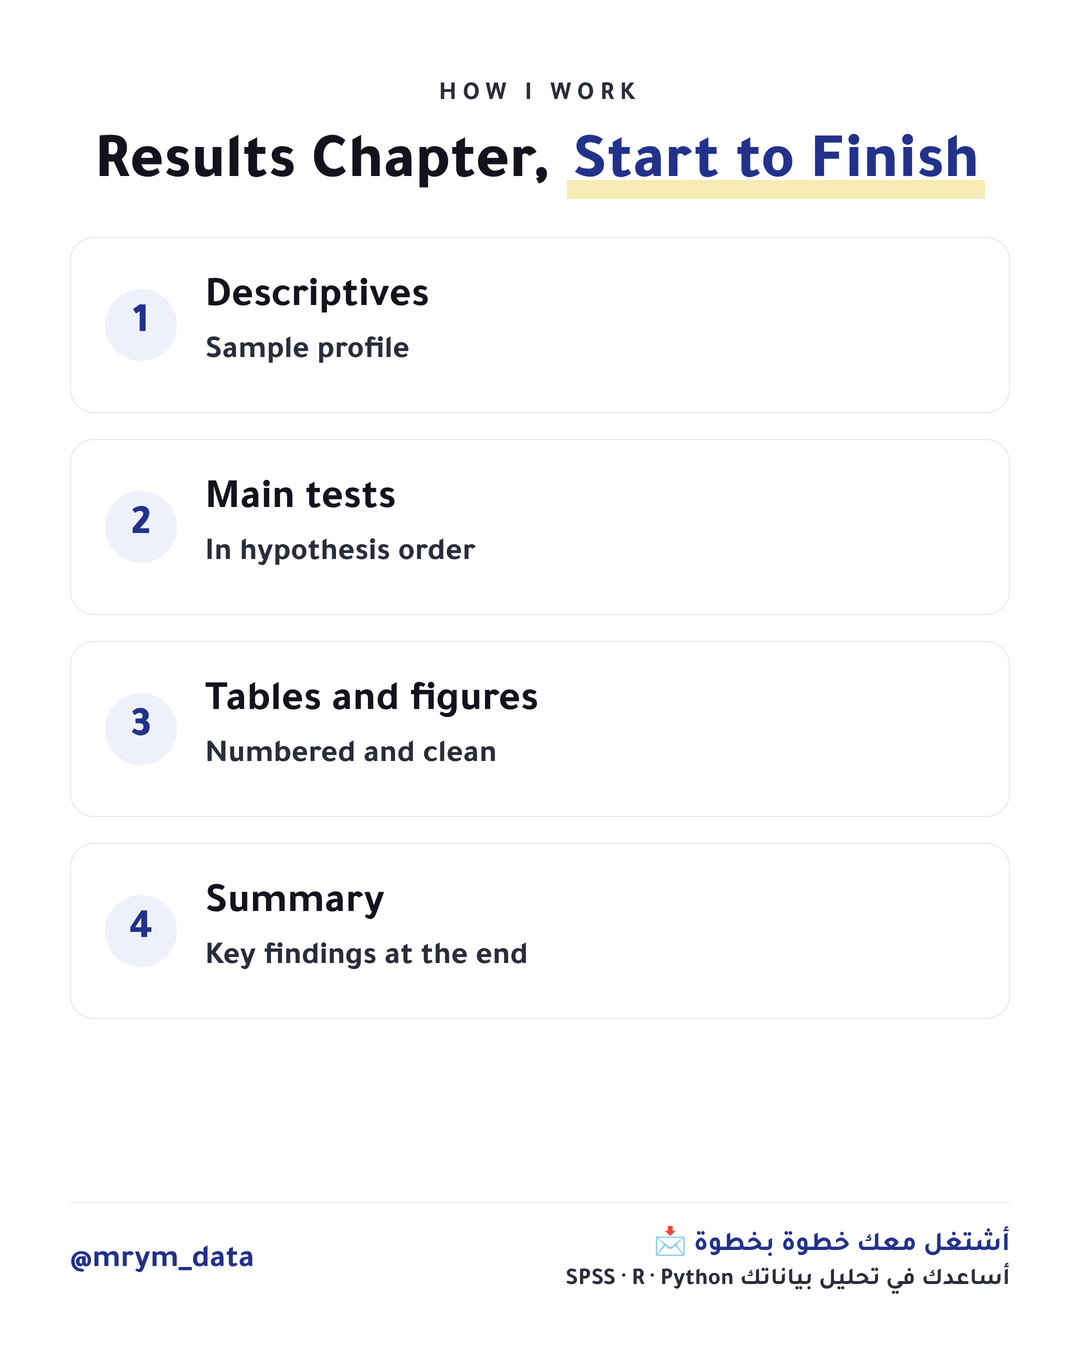 HOW I WORK
Results Chapter, Start to Finish
1
Descriptives
Sample profile
2
Main tests
In hypothesis order
3
Tables and figures
Numbered and clean
4
Summary
Key findings at the end
@mrym_data
أشتغل معك خطوة بخطوة 📩
أساعدك في تحليل بياناتك SPSS · R · Python